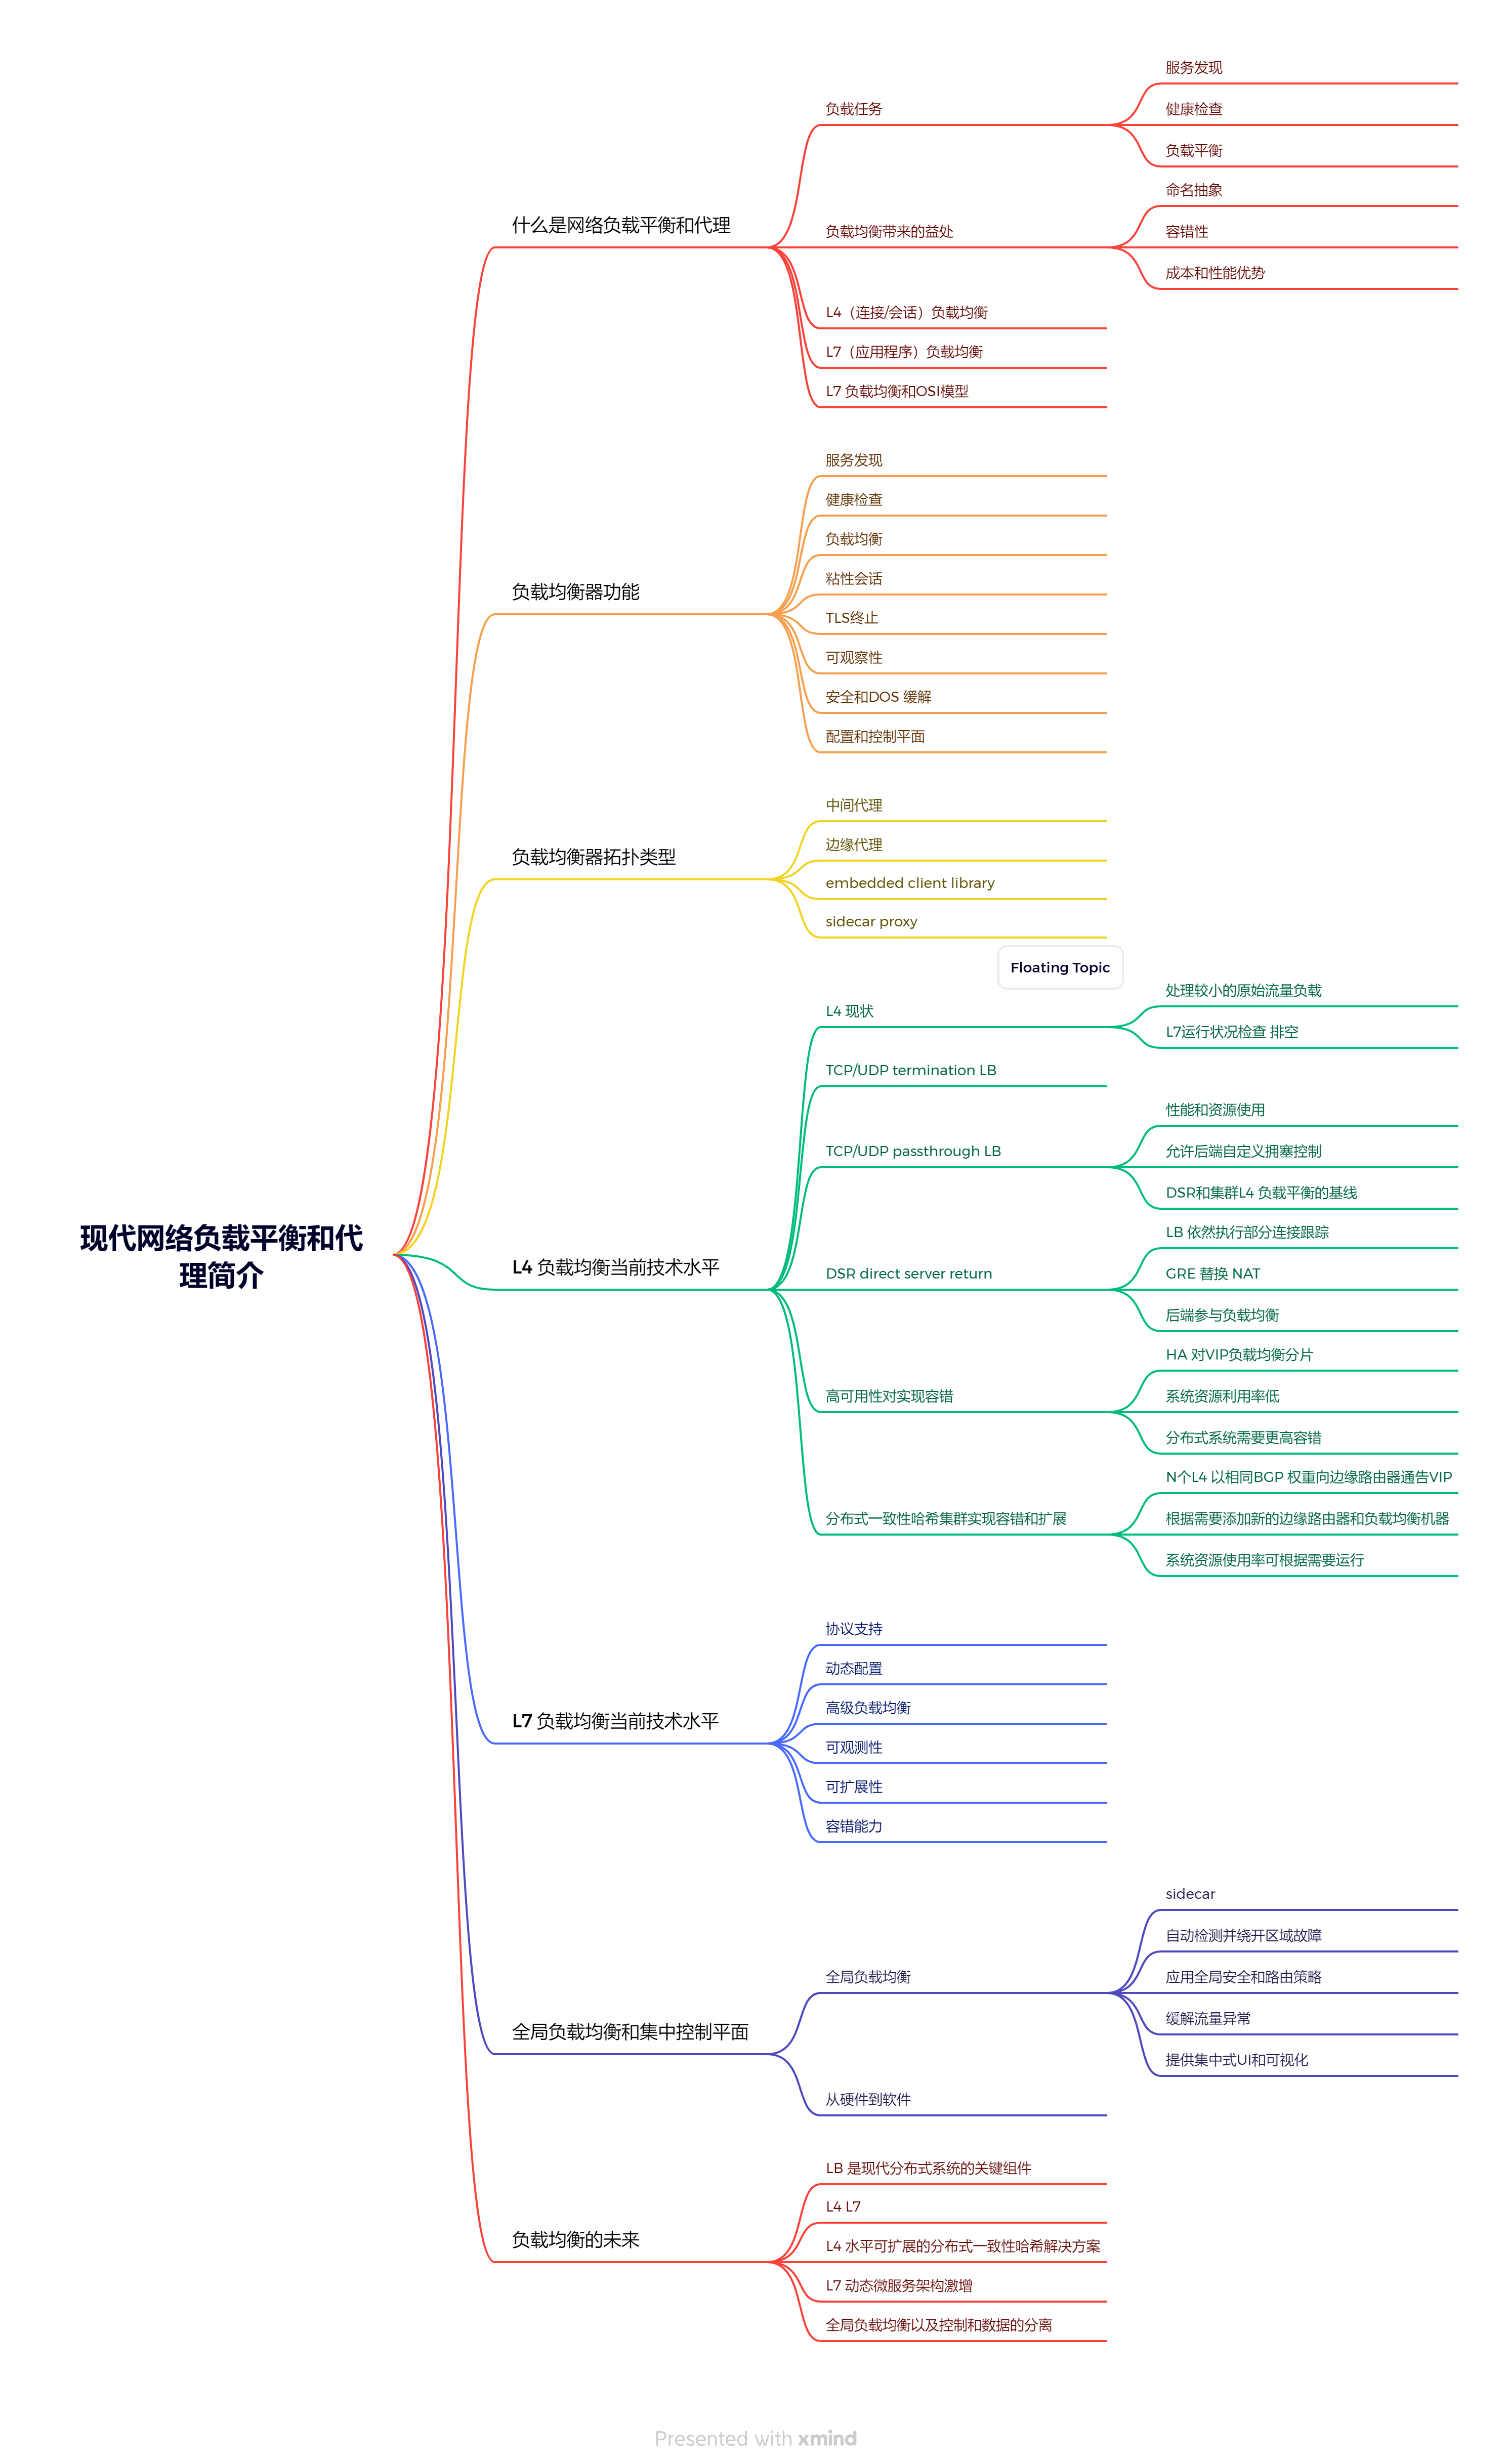 现代网络负载平衡和代
理简介
什么是网络负载平衡和代理
负载任务
服务发现
健康检查
负载平衡
负载均衡带来的益处
命名抽象
容错性
成本和性能优势
L4（连接/会话）负载均衡
L7（应用程序）负载均衡
L7 负载均衡和OSI模型
负载均衡器功能
服务发现
健康检查
负载均衡
粘性会话
TLS终止
可观察性
安全和DOS 缓解
配置和控制平面
负载均衡器拓扑类型
中间代理
边缘代理
embedded client library
sidecar proxy
Floating Topic
L4 负载均衡当前技术水平
L4 现状
处理较小的原始流量负载
L7运行状况检查 排空
TCP/UDP termination LB
TCP/UDP passthrough LB
性能和资源使用
允许后端自定义拥塞控制
DSR和集群L4 负载平衡的基线
DSR direct server return
LB 依然执行部分连接跟踪
GRE 替换 NAT
后端参与负载均衡
高可用性对实现容错
HA 对VIP负载均衡分片
系统资源利用率低
分布式系统需要更高容错
分布式一致性哈希集群实现容错和扩展
N个L4 以相同BGP 权重向边缘路由器通告VIP
根据需要添加新的边缘路由器和负载均衡机器
系统资源使用率可根据需要运行
L7 负载均衡当前技术水平
协议支持
动态配置
高级负载均衡
可观测性
可扩展性
容错能力
全局负载均衡和集中控制平面
全局负载均衡
sidecar
自动检测并绕开区域故障
应用全局安全和路由策略
缓解流量异常
提供集中式UI和可视化
从硬件到软件
负载均衡的未来
LB 是现代分布式系统的关键组件
L4 L7
L4 水平可扩展的分布式一致性哈希解决方案
L7 动态微服务架构激增
全局负载均衡以及控制和数据的分离
Presented with xmind